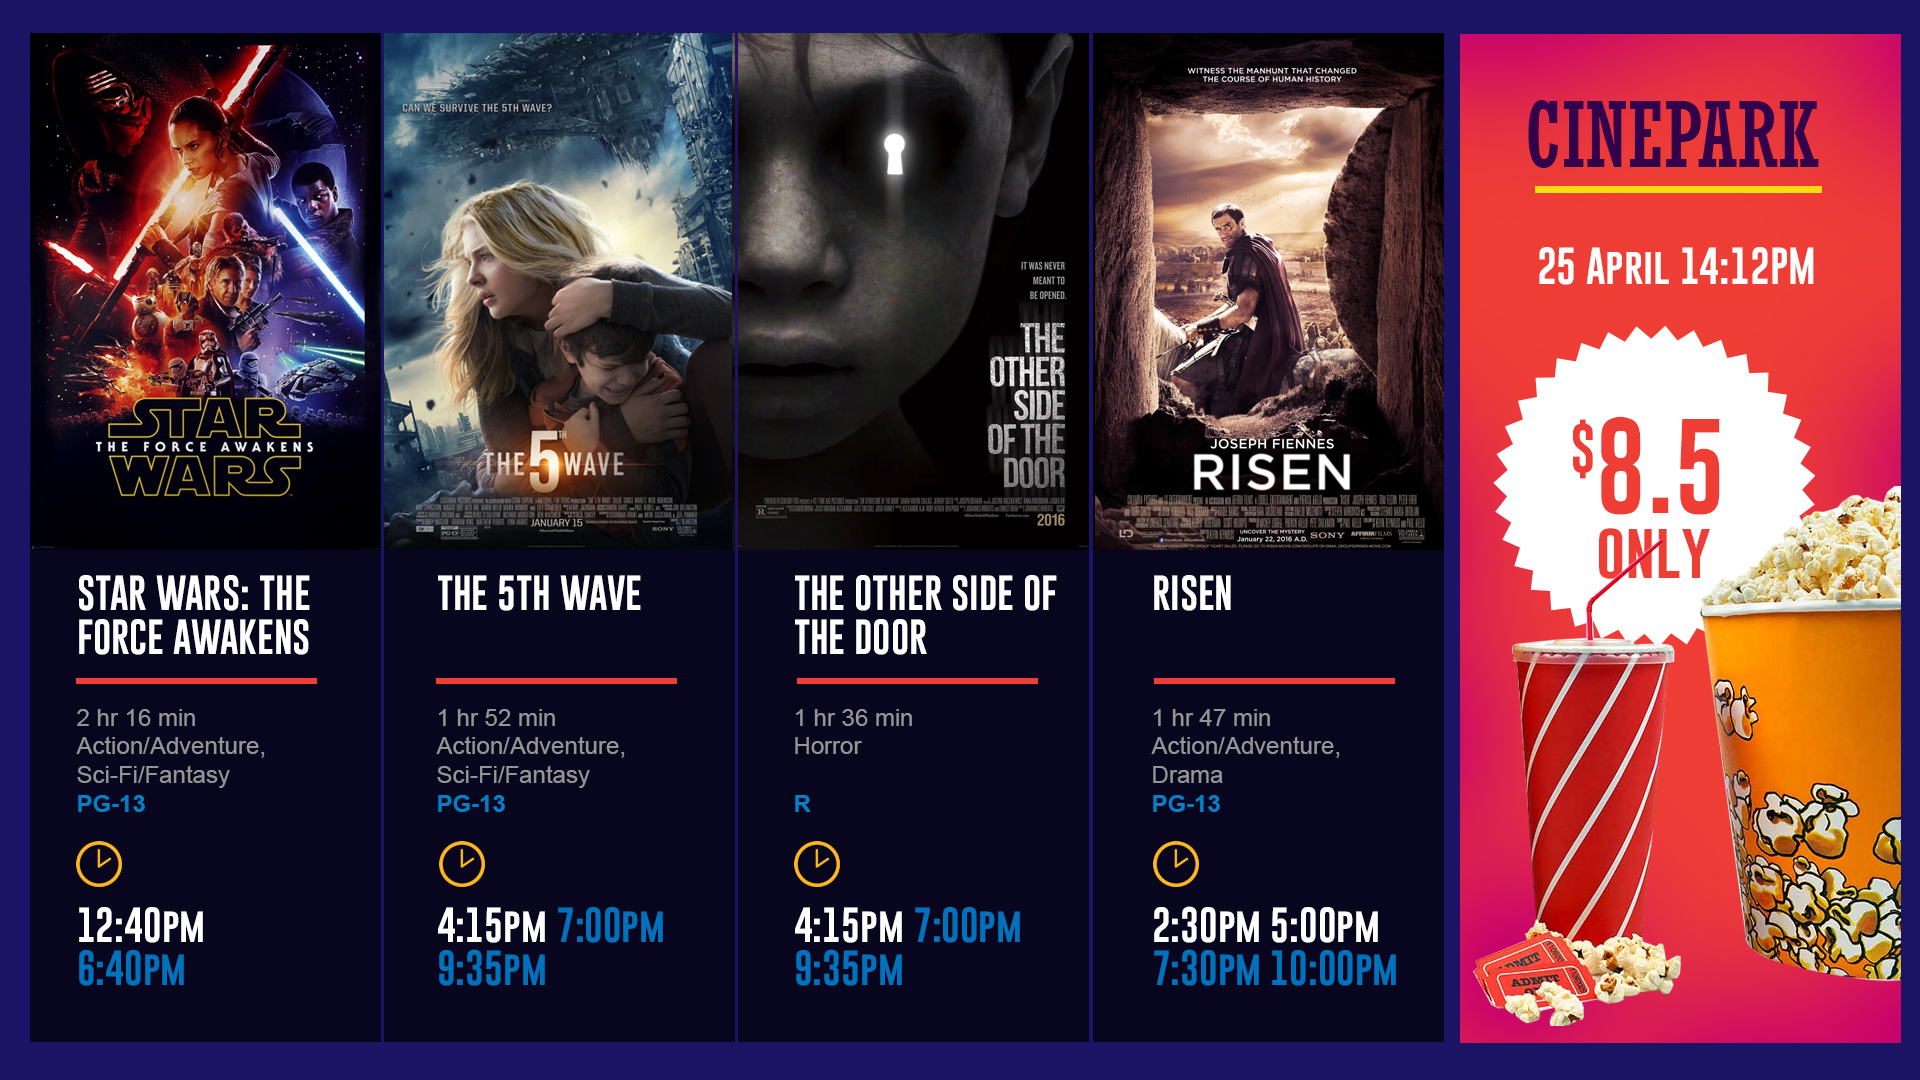 CAN WE SURVIVE THE 5TH WAVE?
WITNESS THE MANHUNT THAT CHANGED
THE COURSE OF HUMAN HISTORY
IT WAS NEVER
MEANT TO
BE OPENED.
THE
OTHER
SIDE
OF THE
DOOR
2016
STAR
THE FORCE AWAKENS
WARS
THE 5TH WAVE
JANUARY 15
SONY
JOSEPH FIENNES
RISEN
UNCOVER THE MYSTERY
January 22, 2016 A.D.
SONY
AFFIRM FILMS
STAR WARS: THE
FORCE AWAKENS
2 hr 16 min
Action/Adventure,
Sci-Fi/Fantasy
PG-13
12:40PM
6:40PM
THE 5TH WAVE
1 hr 52 min
Action/Adventure,
Sci-Fi/Fantasy
PG-13
4:15PM 7:00PM
9:35PM
THE OTHER SIDE OF
THE DOOR
1 hr 36 min
Horror
R
4:15PM 7:00PM
9:35PM
RISEN
1 hr 47 min
Action/Adventure,
Drama
PG-13
2:30PM 5:00PM
7:30PM 10:00PM
CINEPARK
25 APRIL 14:12PM
$8.5
ONLY
ADMIT
ADMIT